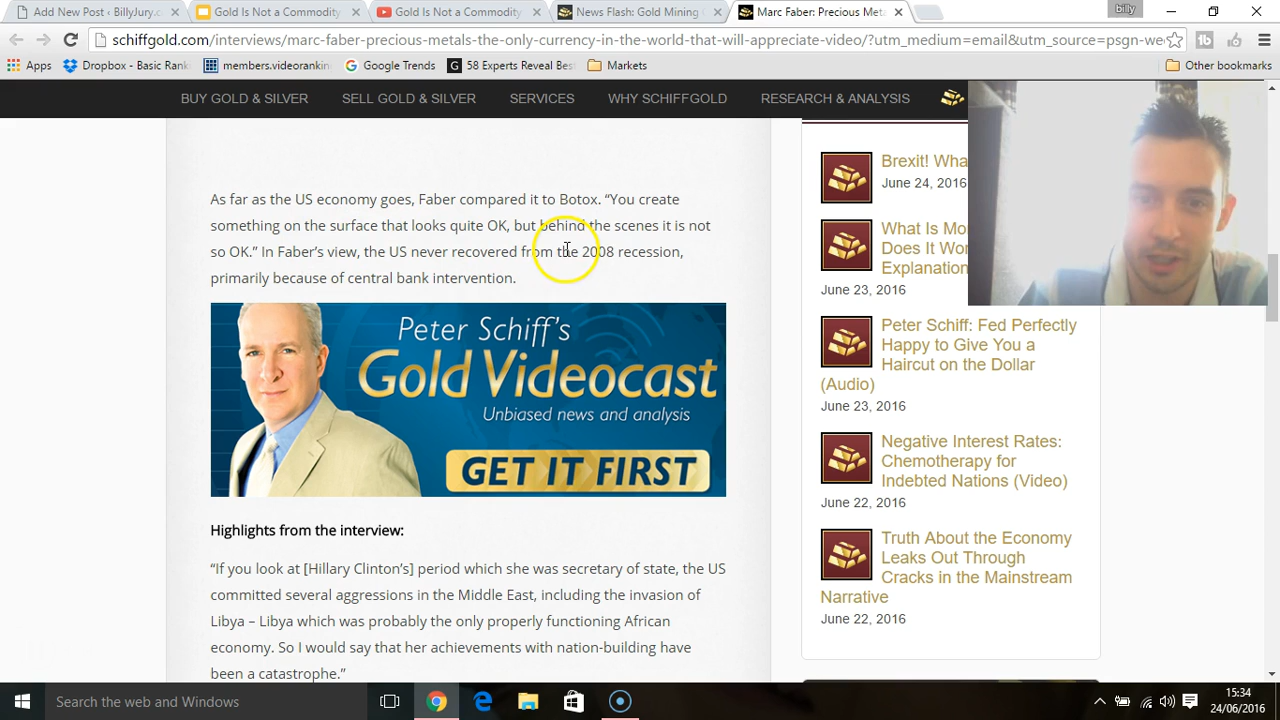 Add New Post ‹ BillyJury.c
Gold Is Not a Commodity
Gold Is Not a Commodity
News Flash: Gold Mining
Marc Faber: Precious Meta
billy
schiffgold.com/interviews/marc-faber-precious-metals-the-only-currency-in-the-world-that-will-appreciate-video/?utm_medium=email&utm_source=psgn-we
Apps
Dropbox - Basic Rank
members.videorankin
Google Trends
58 Experts Reveal Bes
Markets
Other bookmarks
BUY GOLD & SILVER
SELL GOLD & SILVER
SERVICES
WHY SCHIFFGOLD
RESEARCH & ANALYSIS
As far as the US economy goes, Faber compared it to Botox. “You create
something on the surface that looks quite OK, but behind the scenes it is not
so OK.” In Faber’s view, the US never recovered from the 2008 recession,
primarily because of central bank intervention.
Peter Schiff's
Gold Videocast
Unbiased news and analysis
GET IT FIRST
Highlights from the interview:
“If you look at [Hillary Clinton’s] period which she was secretary of state, the US
committed several aggressions in the Middle East, including the invasion of
Libya – Libya which was probably the only properly functioning African
economy. So I would say that her achievements with nation-building have
been a catastrophe.”
Brexit! Wha
June 24, 2016
What Is Mo
Does It Wor
Explanation
June 23, 2016
Peter Schiff: Fed Perfectly
Happy to Give You a
Haircut on the Dollar
(Audio)
June 23, 2016
Negative Interest Rates:
Chemotherapy for
Indebted Nations (Video)
June 22, 2016
Truth About the Economy
Leaks Out Through
Cracks in the Mainstream
Narrative
June 22, 2016
Search the web and Windows
15:34
24/06/2016